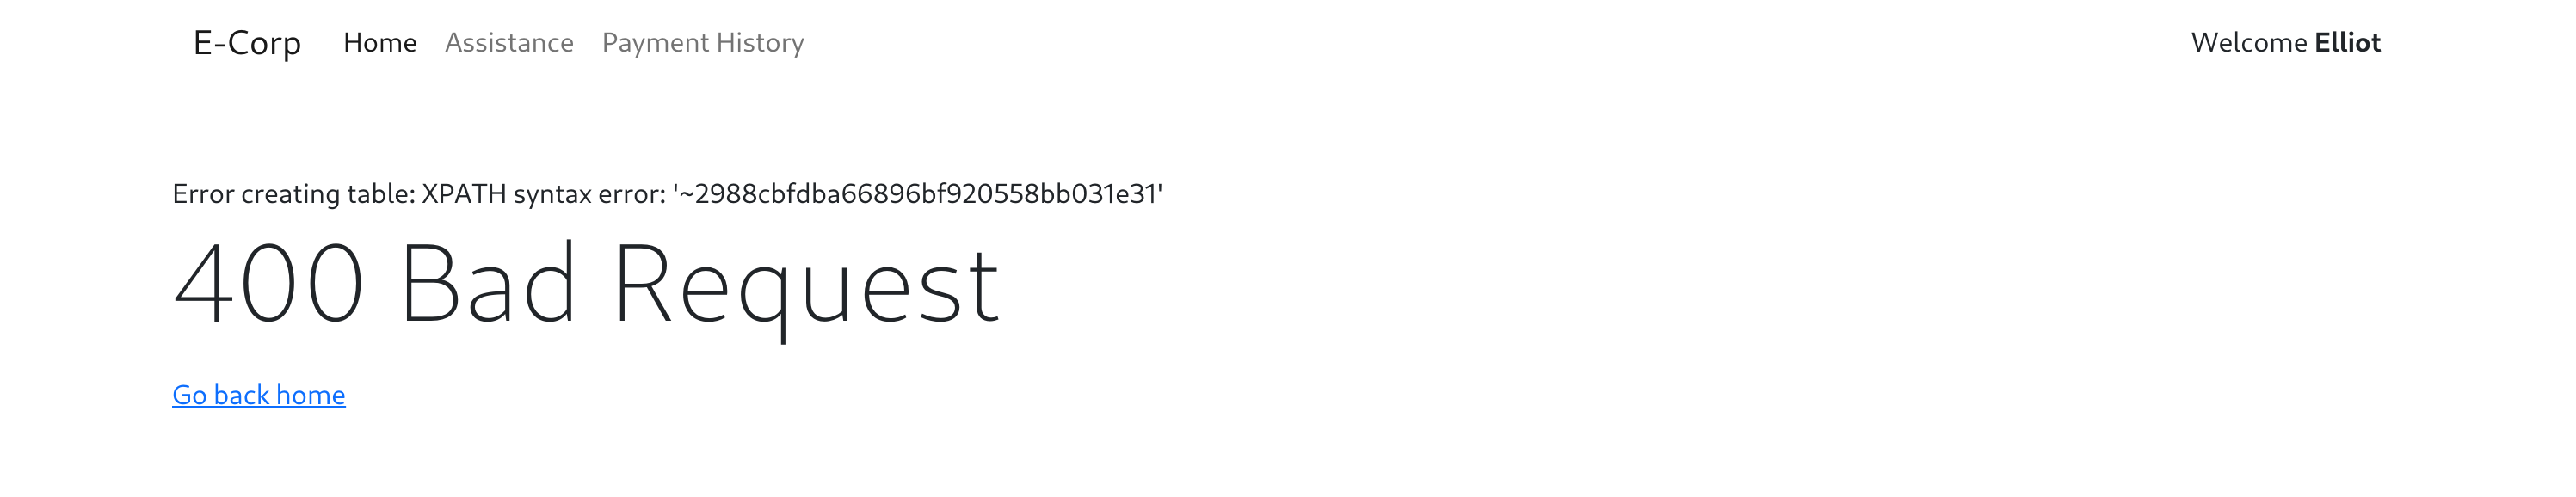 E-Corp Home Assistance Payment History Welcome Elliot
Error creating table: XPATH syntax error: '~2988cbfdba66896bf920558bb031e31'
400 Bad Request
Go back home